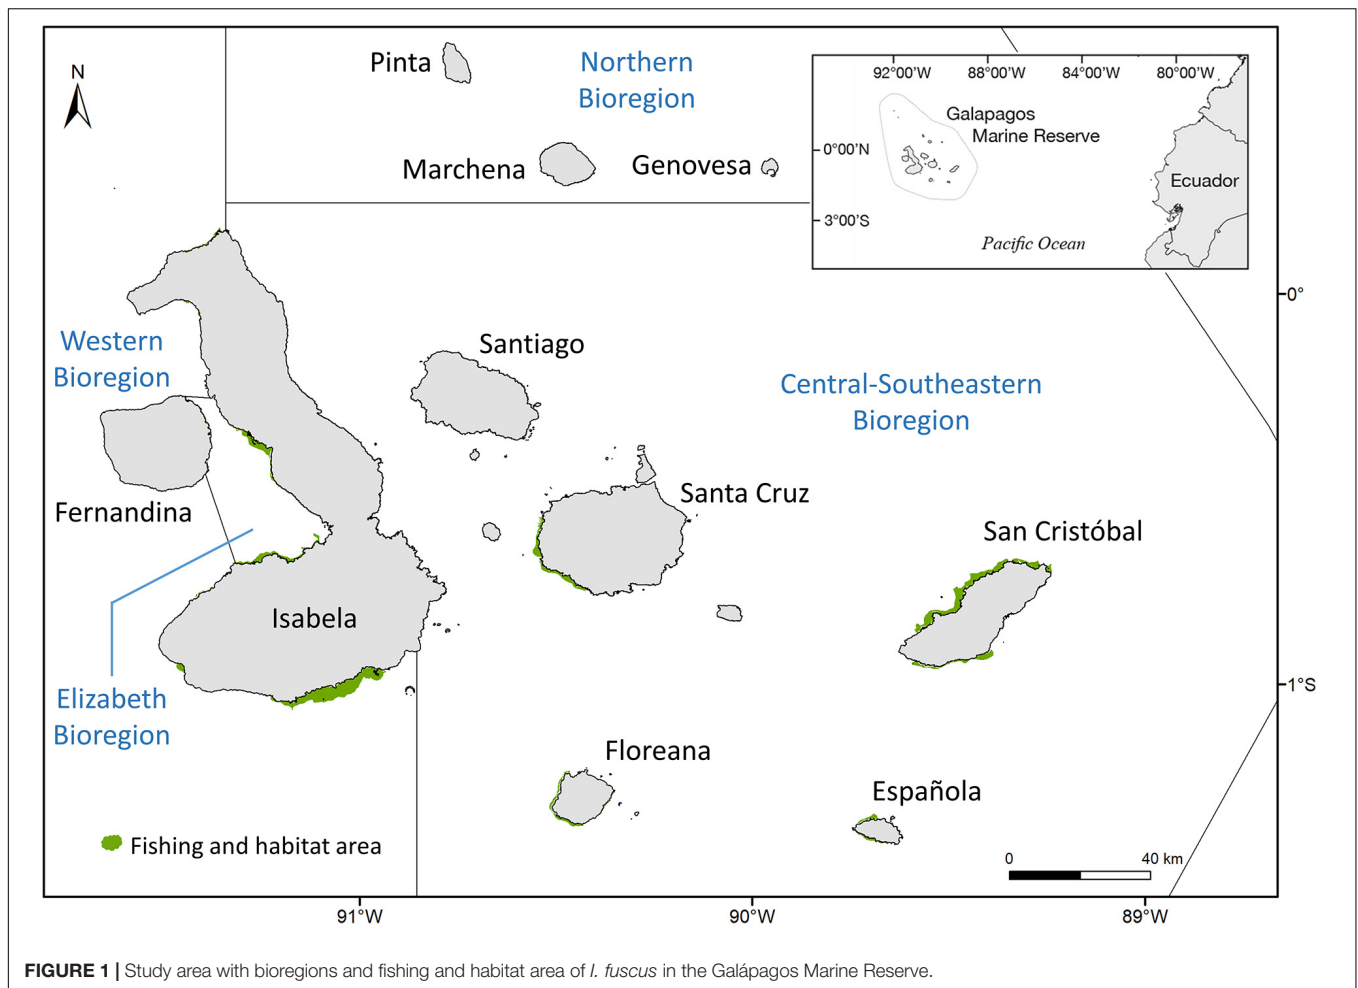 N
Pinta
Northern
Bioregion
Marchena
Genovesa
92°00'W
88°00'W
84°00'W
80°00'W
Galapagos
Marine Reserve
0°00'N
Ecuador
3°00'S
Pacific Ocean
0°
Western
Bioregion
Santiago
Central-Southeastern
Bioregion
Fernandina
Santa Cruz
San Cristóbal
Isabela
Elizabeth
Bioregion
1°S
Floreana
Española
Fishing and habitat area
0
40 km
91°W
90°W
89°W
FIGURE 1 | Study area with bioregions and fishing and habitat area of I. fuscus in the Galápagos Marine Reserve.